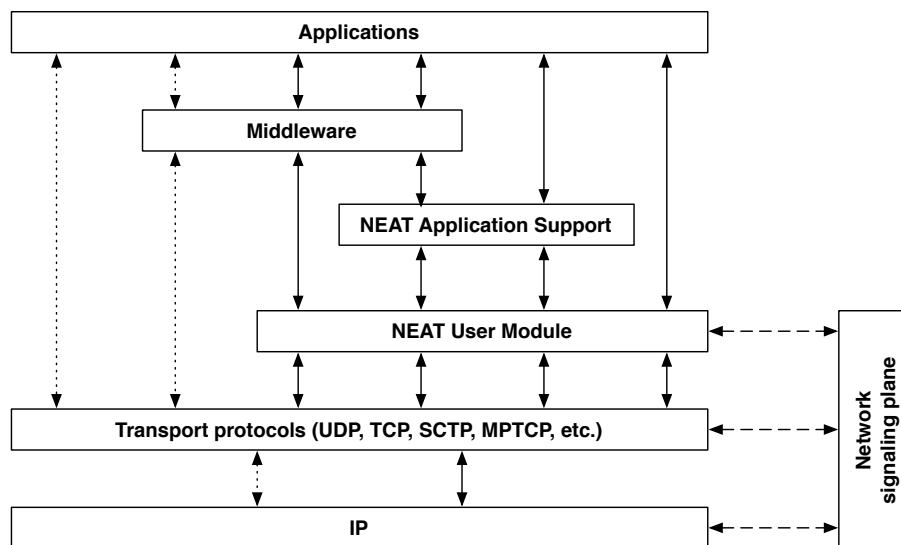 Applications
Middleware
NEAT Application Support
NEAT User Module
Transport protocols (UDP, TCP, SCTP, MPTCP, etc.)
IP
Network
signaling plane